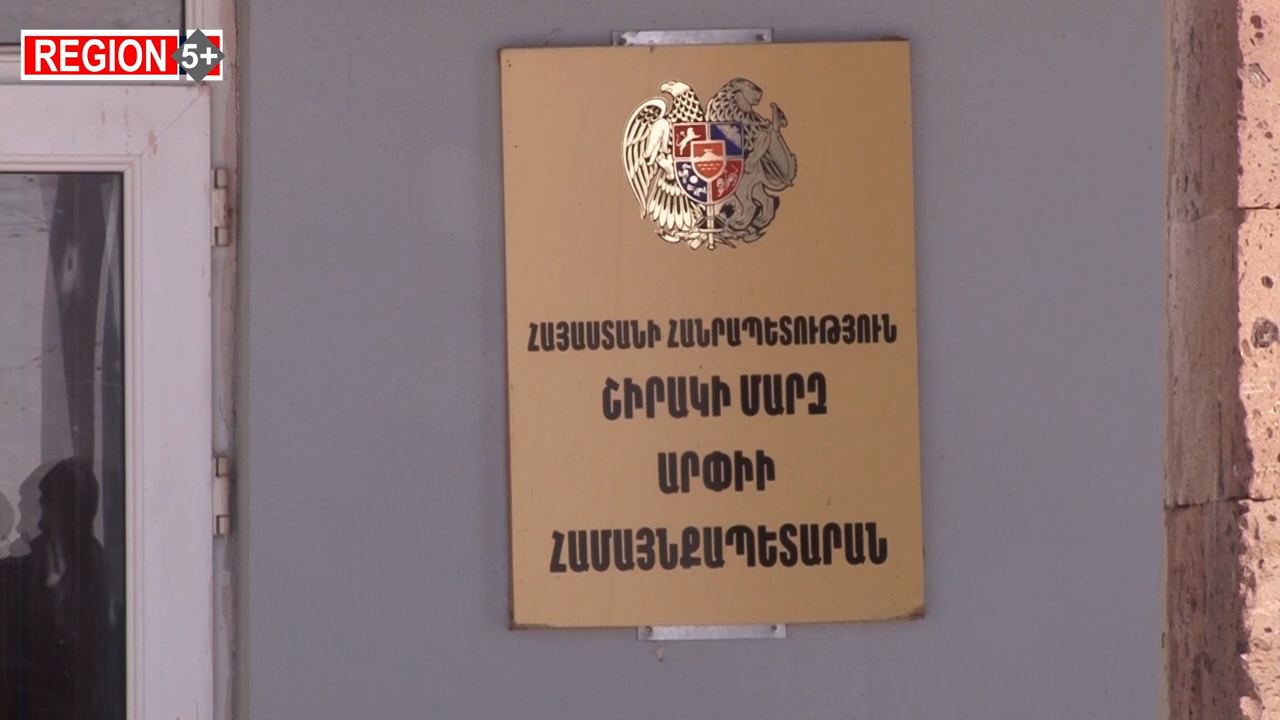 REGION 5+
ՀԱՅԱՍՏԱՆԻ ՀԱՆՐԱՊԵՏՈՒԹՅՈՒՆ
ՇԻՐԱԿԻ ՄԱՐԶ
ԱՐՓԻԻ
ՀԱՄԱՅՆՔԱՊԵՏԱՐԱՆ